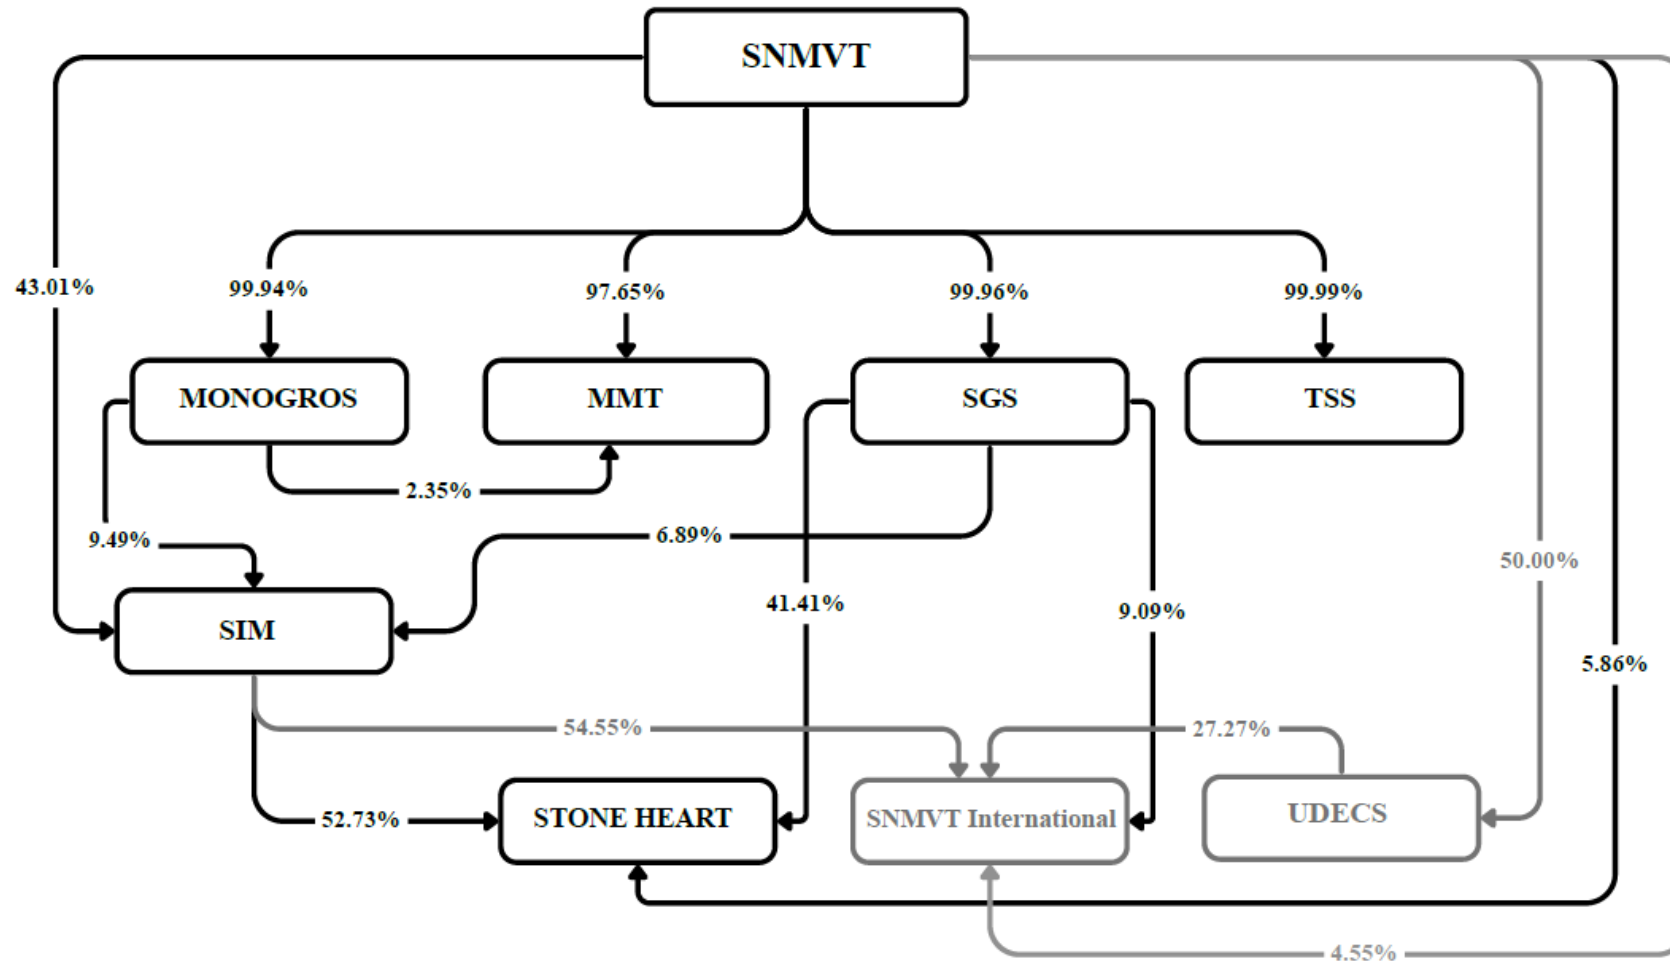 SNMVT
43.01%
99.94%
97.65%
99.96%
99.99%
MONOGROS
MMT
SGS
TSS
2.35%
9.49%
6.89%
50.00%
41.41%
9.09%
SIM
5.86%
54.55%
27.27%
52.73%
STONE HEART
SNMVT International
UDECS
4.55%